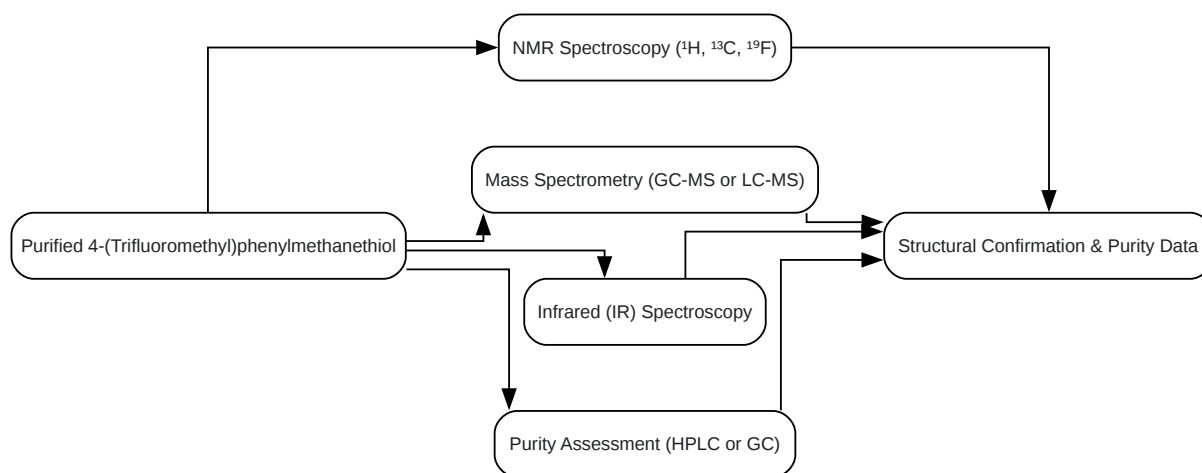 NMR Spectroscopy (¹H, ¹³C, ¹⁹F)
Mass Spectrometry (GC-MS or LC-MS)
Purified 4-(Trifluoromethyl)phenylmethanethiol
Structural Confirmation & Purity Data
Infrared (IR) Spectroscopy
Purity Assessment (HPLC or GC)